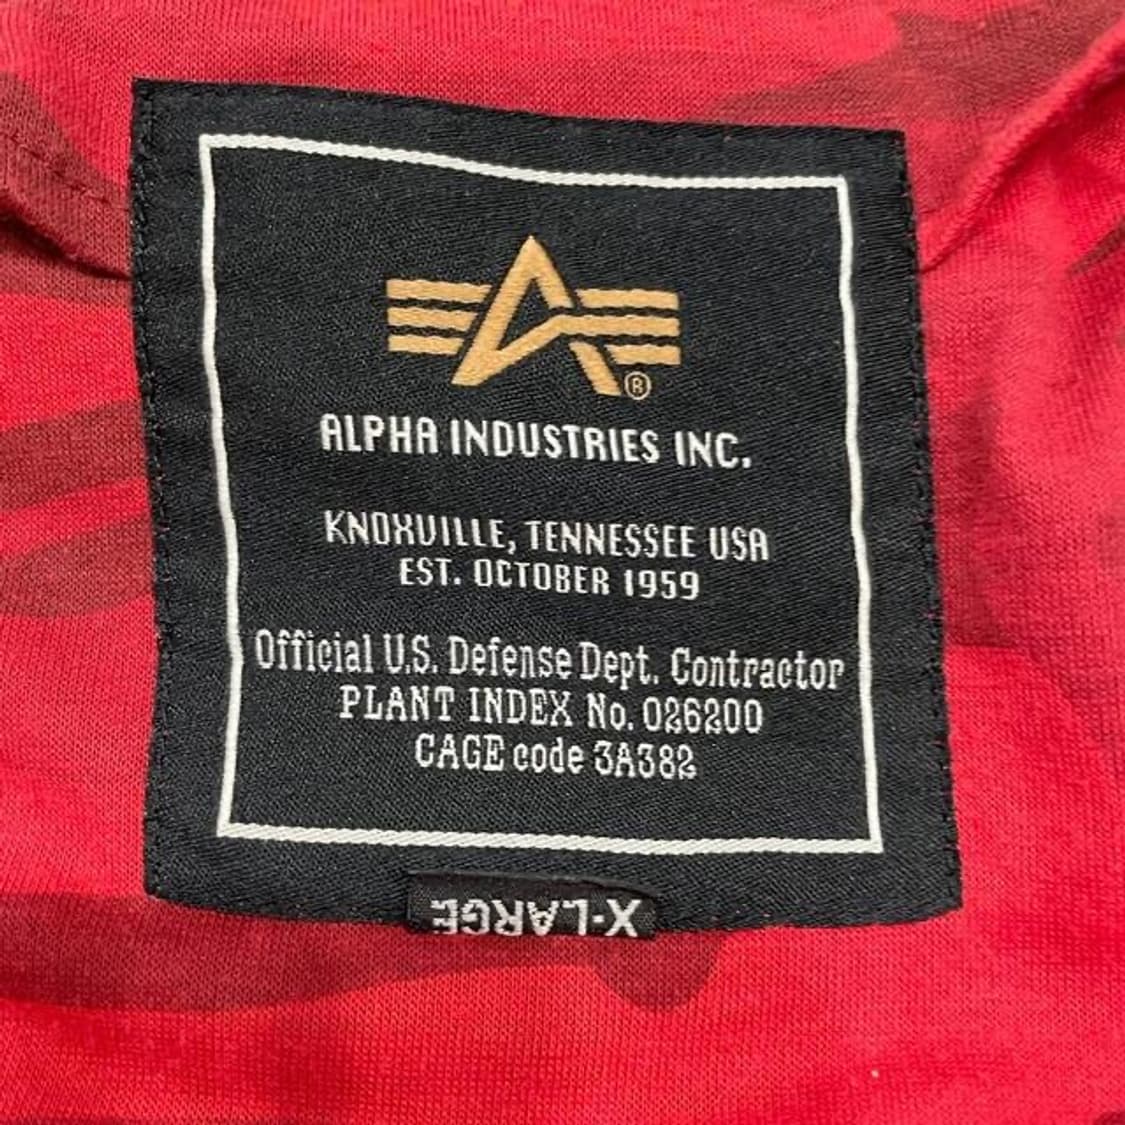 ®
ALPHA INDUSTRIES INC.
KNOXVILLE, TENNESSEE USA
EST. OCTOBER 1959
Official U.S. Defense Dept. Contractor
PLANT INDEX No. 026200
CAGE code 3A382
X-LARGE